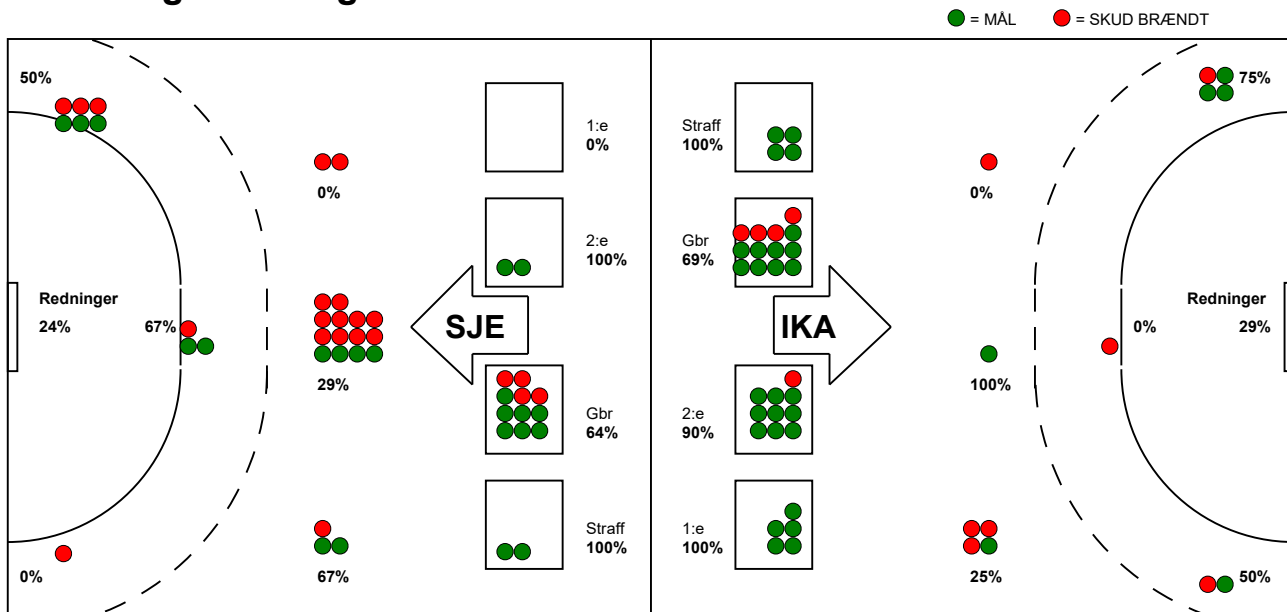 = MÅL
= SKUD BRÆNDT
50%
0%
1:e
0%
2:e
100%
Redninger
24%
67%
SJE
29%
Gbr
64%
Straff
100%
0%
67%
Straff
100%
75%
0%
Gbr
69%
IKA
Redninger
0%
29%
100%
2:e
90%
1:e
100%
25%
50%